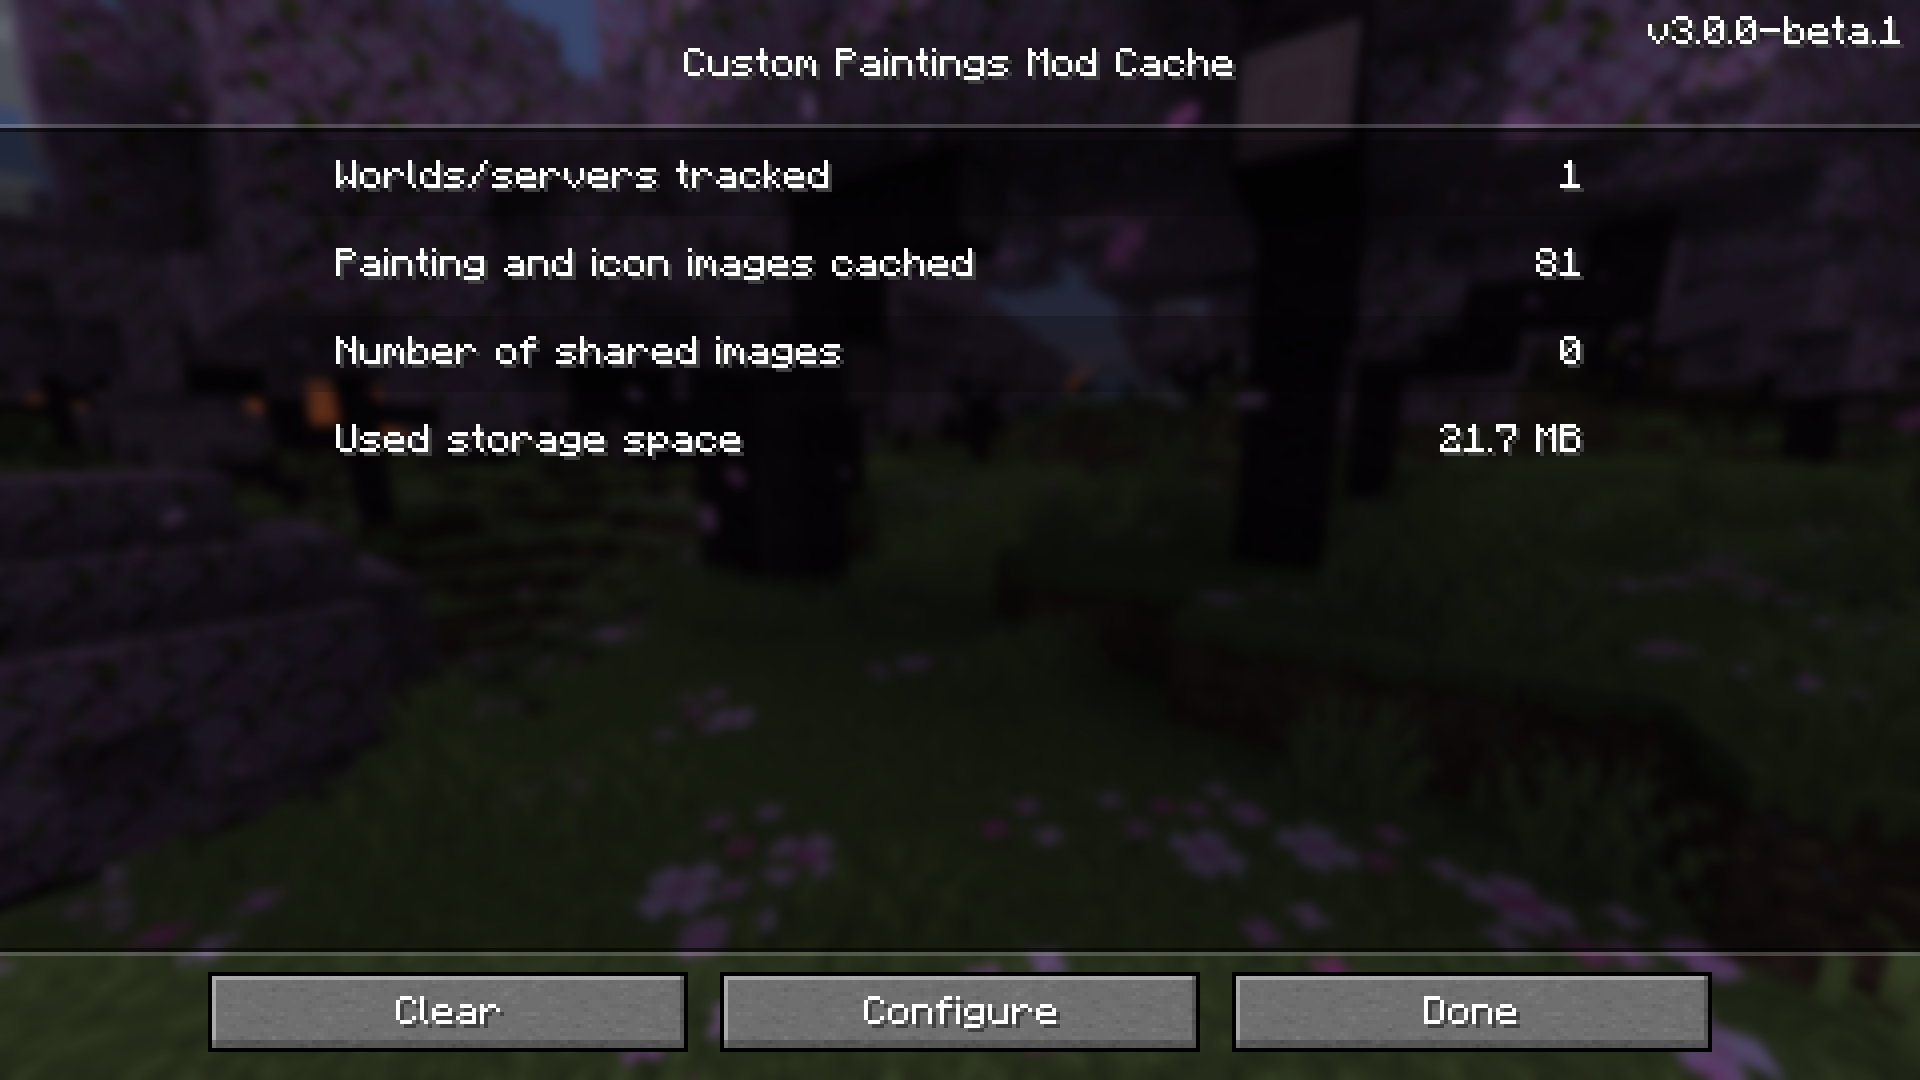 v3.0.0-beta.1
Custom Paintings Mod Cache
Worlds/servers tracked 1
Painting and icon images cached 81
Number of shared images 0
Used storage space 21.7 MB
Clear Configure Done